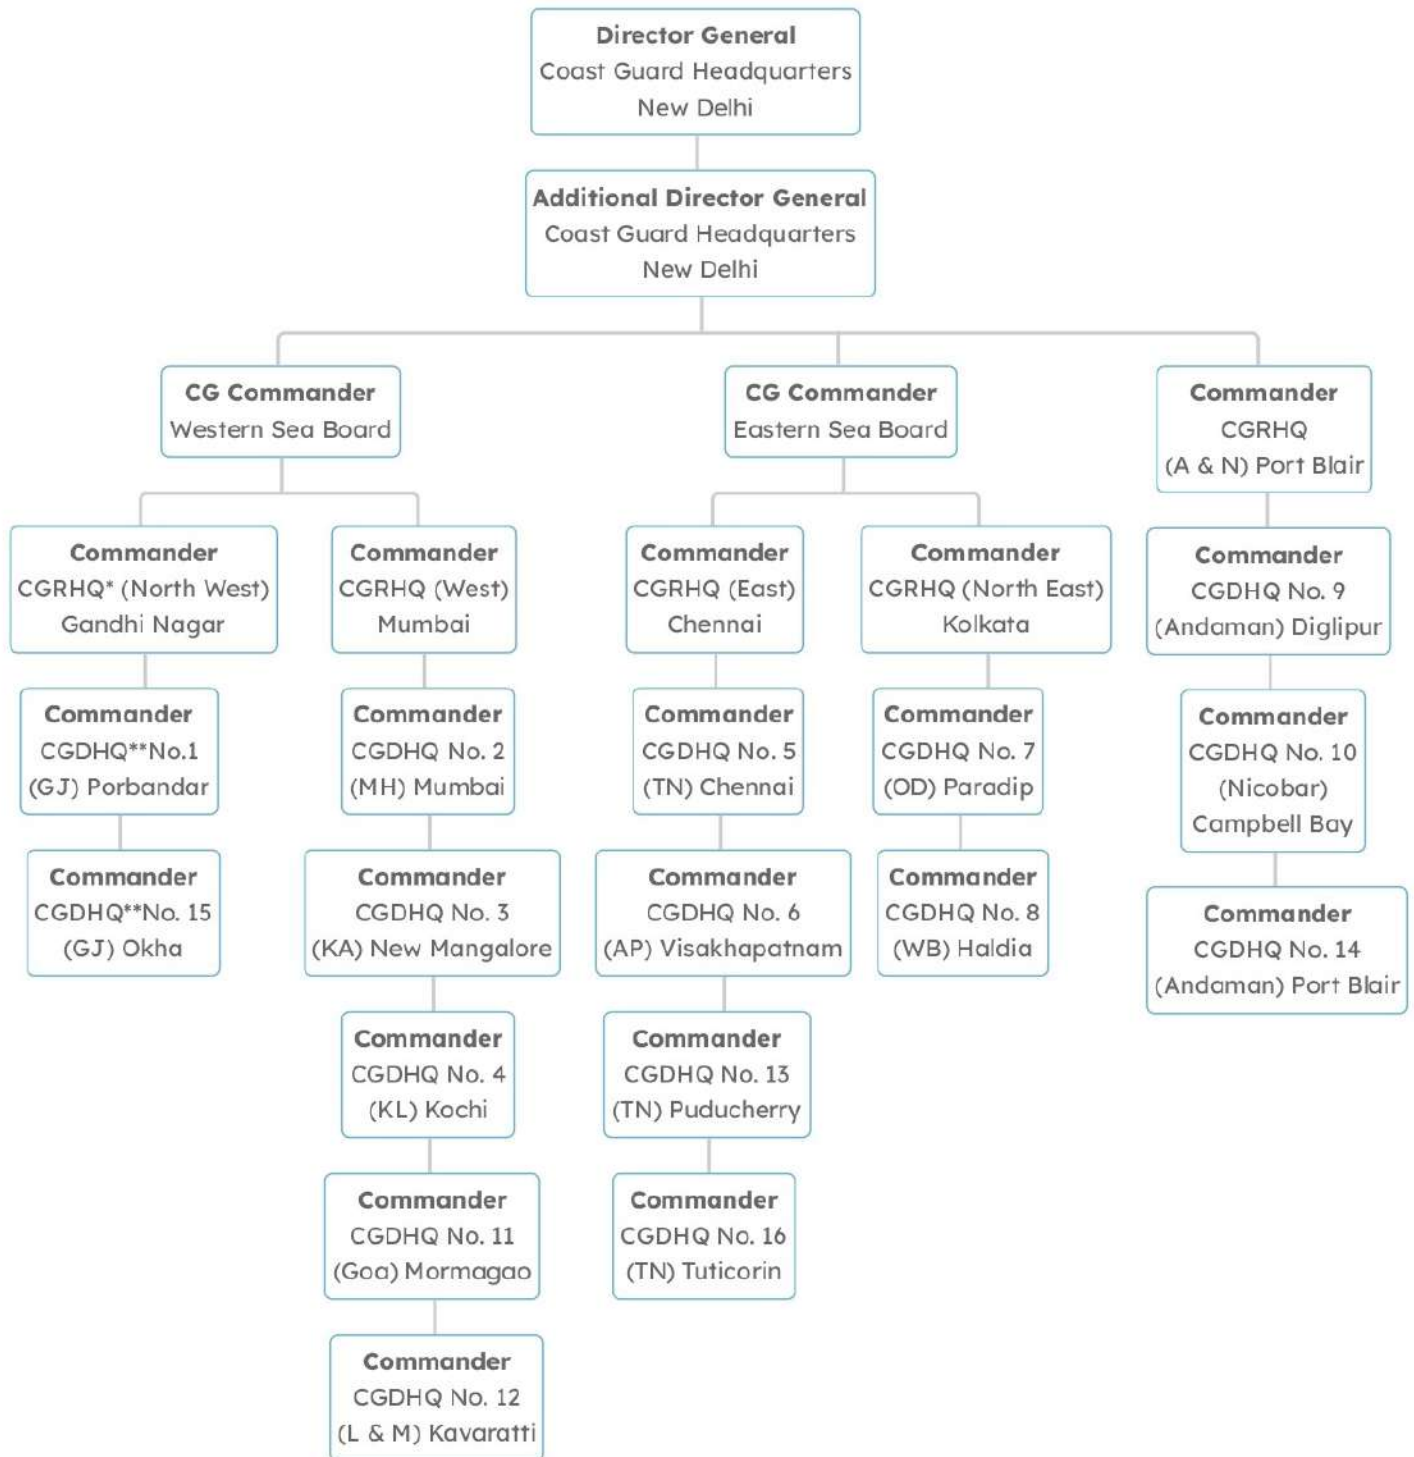 Director General
Coast Guard Headquarters
New Delhi
Additional Director General
Coast Guard Headquarters
New Delhi
CG Commander
Western Sea Board
CG Commander
Eastern Sea Board
Commander
CGRHQ
(A & N) Port Blair
Commander
CGRHQ* (North West)
Gandhi Nagar
Commander
CGRHQ (West)
Mumbai
Commander
CGRHQ (East)
Chennai
Commander
CGRHQ (North East)
Kolkata
Commander
CGDHQ No. 9
(Andaman) Diglipur
Commander
CGDHQ**No.1
(GJ) Porbandar
Commander
CGDHQ No. 2
(MH) Mumbai
Commander
CGDHQ No. 5
(TN) Chennai
Commander
CGDHQ No. 7
(OD) Paradip
Commander
CGDHQ No. 10
(Nicobar)
Campbell Bay
Commander
CGDHQ**No. 15
(GJ) Okha
Commander
CGDHQ No. 3
(KA) New Mangalore
Commander
CGDHQ No. 6
(AP) Visakhapatnam
Commander
CGDHQ No. 8
(WB) Haldia
Commander
CGDHQ No. 14
(Andaman) Port Blair
Commander
CGDHQ No. 4
(KL) Kochi
Commander
CGDHQ No. 13
(TN) Puducherry
Commander
CGDHQ No. 11
(Goa) Mormagao
Commander
CGDHQ No. 16
(TN) Tuticorin
Commander
CGDHQ No. 12
(L & M) Kavaratti